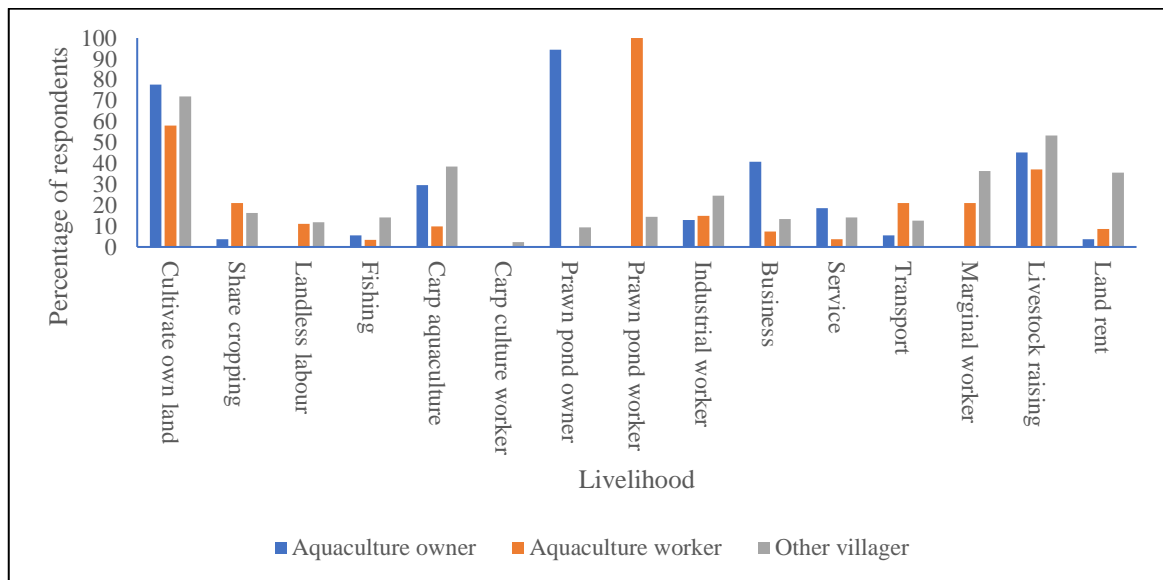 Percentage of respondents
100
90
80
70
60
50
40
30
20
10
0
Cultivate own land
Share cropping
Landless labour
Fishing
Carp aquaculture
Carp culture worker
Prawn pond owner
Prawn pond worker
Industrial worker
Business
Service
Transport
Marginal worker
Livestock raising
Land rent
Livelihood
Aquaculture owner
Aquaculture worker
Other villager